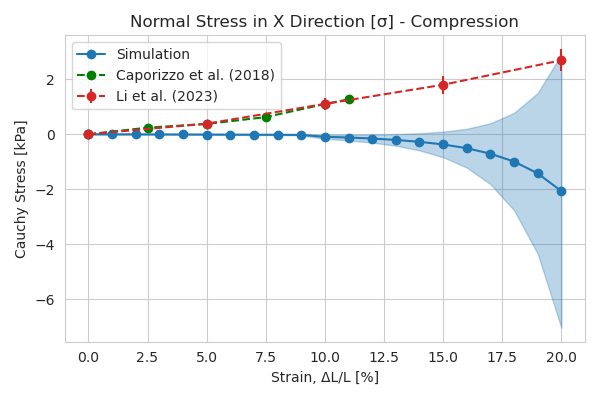 Normal Stress in X Direction [σ] - Compression
Simulation
Caporizzo et al. (2018)
Li et al. (2023)
Cauchy Stress [kPa]
2
0
−2
−4
−6
0.0 2.5 5.0 7.5 10.0 12.5 15.0 17.5 20.0
Strain, ΔL/L [%]